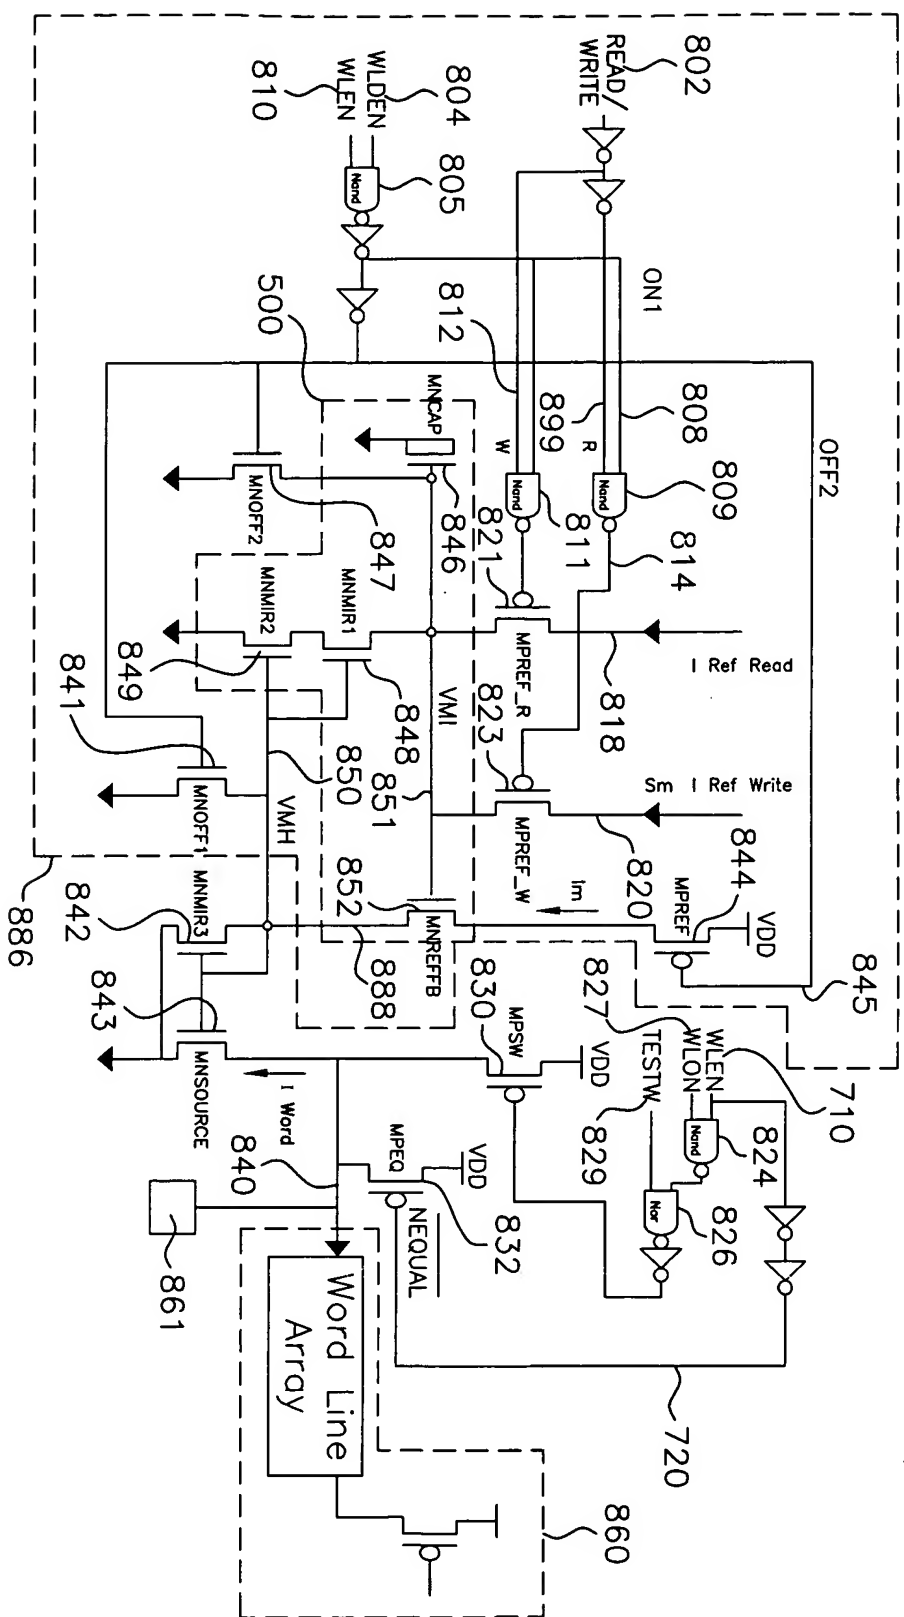 802
READ/
WRITE
804
WLDEN
WLEN
810
805
Nand
ON1
808
R
899
W
812
809
Nand
811
Nand
814
OFF2
500
MNCAP
846
MNOFF2
847
821
MPREF_R
818
I Ref Read
823
MPREF_W
820
Sm I Ref Write
MNMIR1
848
MNMIR2
849
VMI
851
850
841
MNOFF1
VMH
852
MNREFFB
888
Im
MPREF
844
VDD
845
886
MNMIR3
842
843
MNSOURCE
I Word
830
MPSW
VDD
827
WLEN
WLON
TESTW
829
710
824
Nand
826
Nor
MPEQ
VDD
832
NEQUAL
720
840
861
Word Line
Array
860